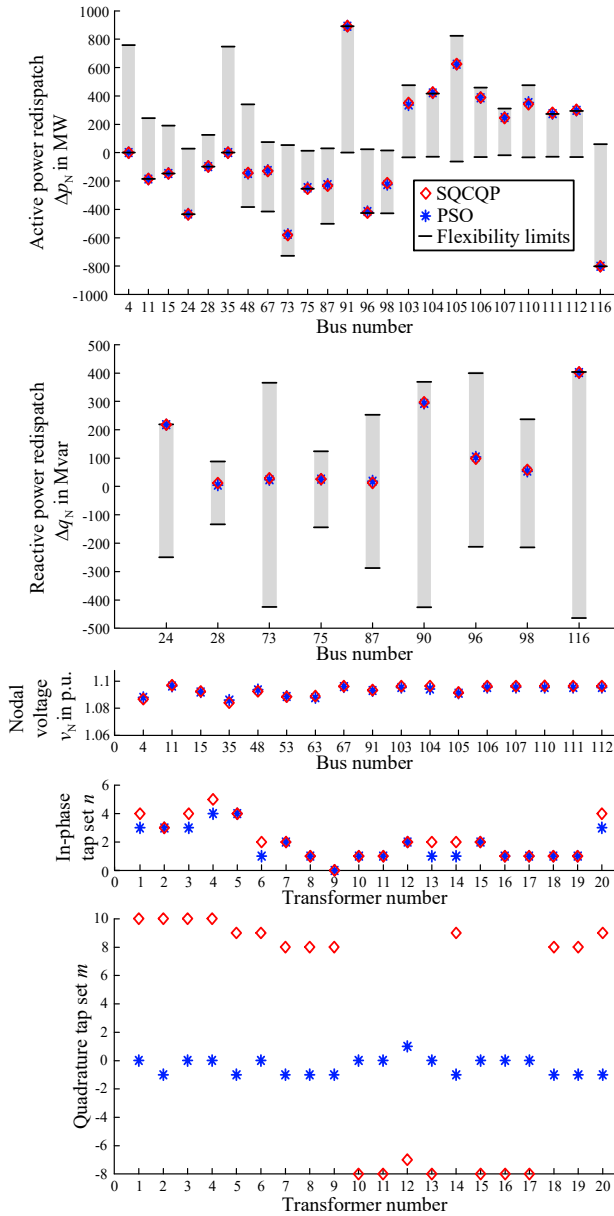 1000
800
600
400
200
0
-200
-400
-600
-800
-1000
Active power redispatch
Δp_N in MW
SQCQP
PSO
Flexibility limits
4 11 15 24 28 35 48 67 73 75 87 91 96 98 103 104 105 106 107 110 111 112 116
Bus number
500
400
300
200
100
0
-100
-200
-300
-400
-500
Reactive power redispatch
Δq_N in Mvar
24 28 73 75 87 90 96 98 116
Bus number
1.1
1.08
1.06
Nodal
voltage
v_N in p.u.
0 4 11 15 35 48 53 63 67 91 103 104 105 106 107 110 111 112
Bus number
6
4
2
0
In-phase
tap set n
0 1 2 3 4 5 6 7 8 9 10 11 12 13 14 15 16 17 18 19 20
Transformer number
10
8
6
4
2
0
-2
-4
-6
-8
Quadrature tap set m
0 1 2 3 4 5 6 7 8 9 10 11 12 13 14 15 16 17 18 19 20
Transformer number